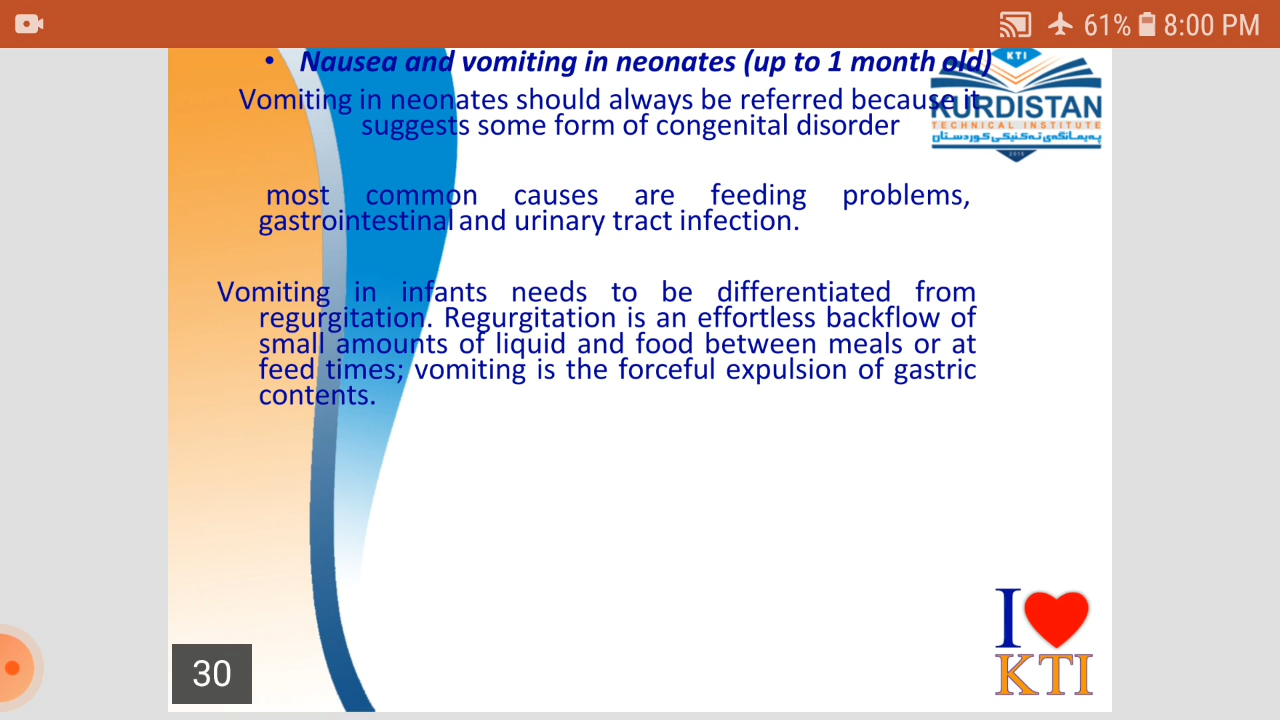 61% 8:00 PM
• Nausea and vomiting in neonates (up to 1 month old)
Vomiting in neonates should always be referred because it
suggests some form of congenital disorder
KTI
KURDISTAN
TECHNICAL INSTITUTE
پەیمانگەی تەکنیکی کوردستان
2015
most common causes are feeding problems,
gastrointestinal and urinary tract infection.
Vomiting in infants needs to be differentiated from
regurgitation. Regurgitation is an effortless backflow of
small amounts of liquid and food between meals or at
feed times; vomiting is the forceful expulsion of gastric
contents.
I
KTI
30